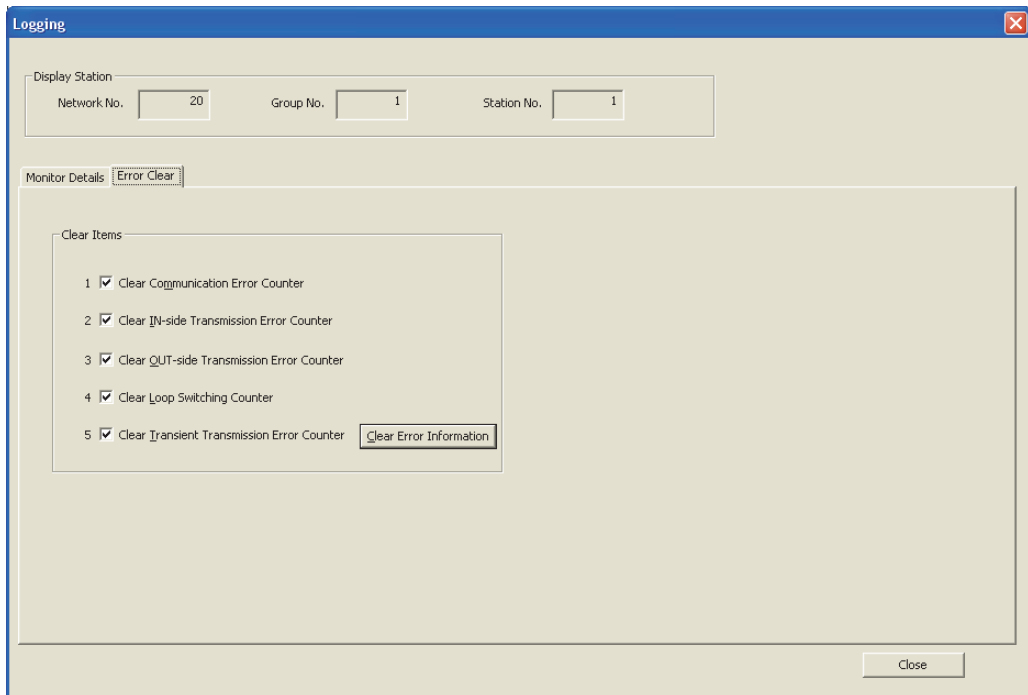 Logging
Display Station
Network No. 20 Group No. 1 Station No. 1
Monitor Details Error Clear
Clear Items
1 Clear Communication Error Counter
2 Clear IN-side Transmission Error Counter
3 Clear OUT-side Transmission Error Counter
4 Clear Loop Switching Counter
5 Clear Transient Transmission Error Counter Clear Error Information
Close